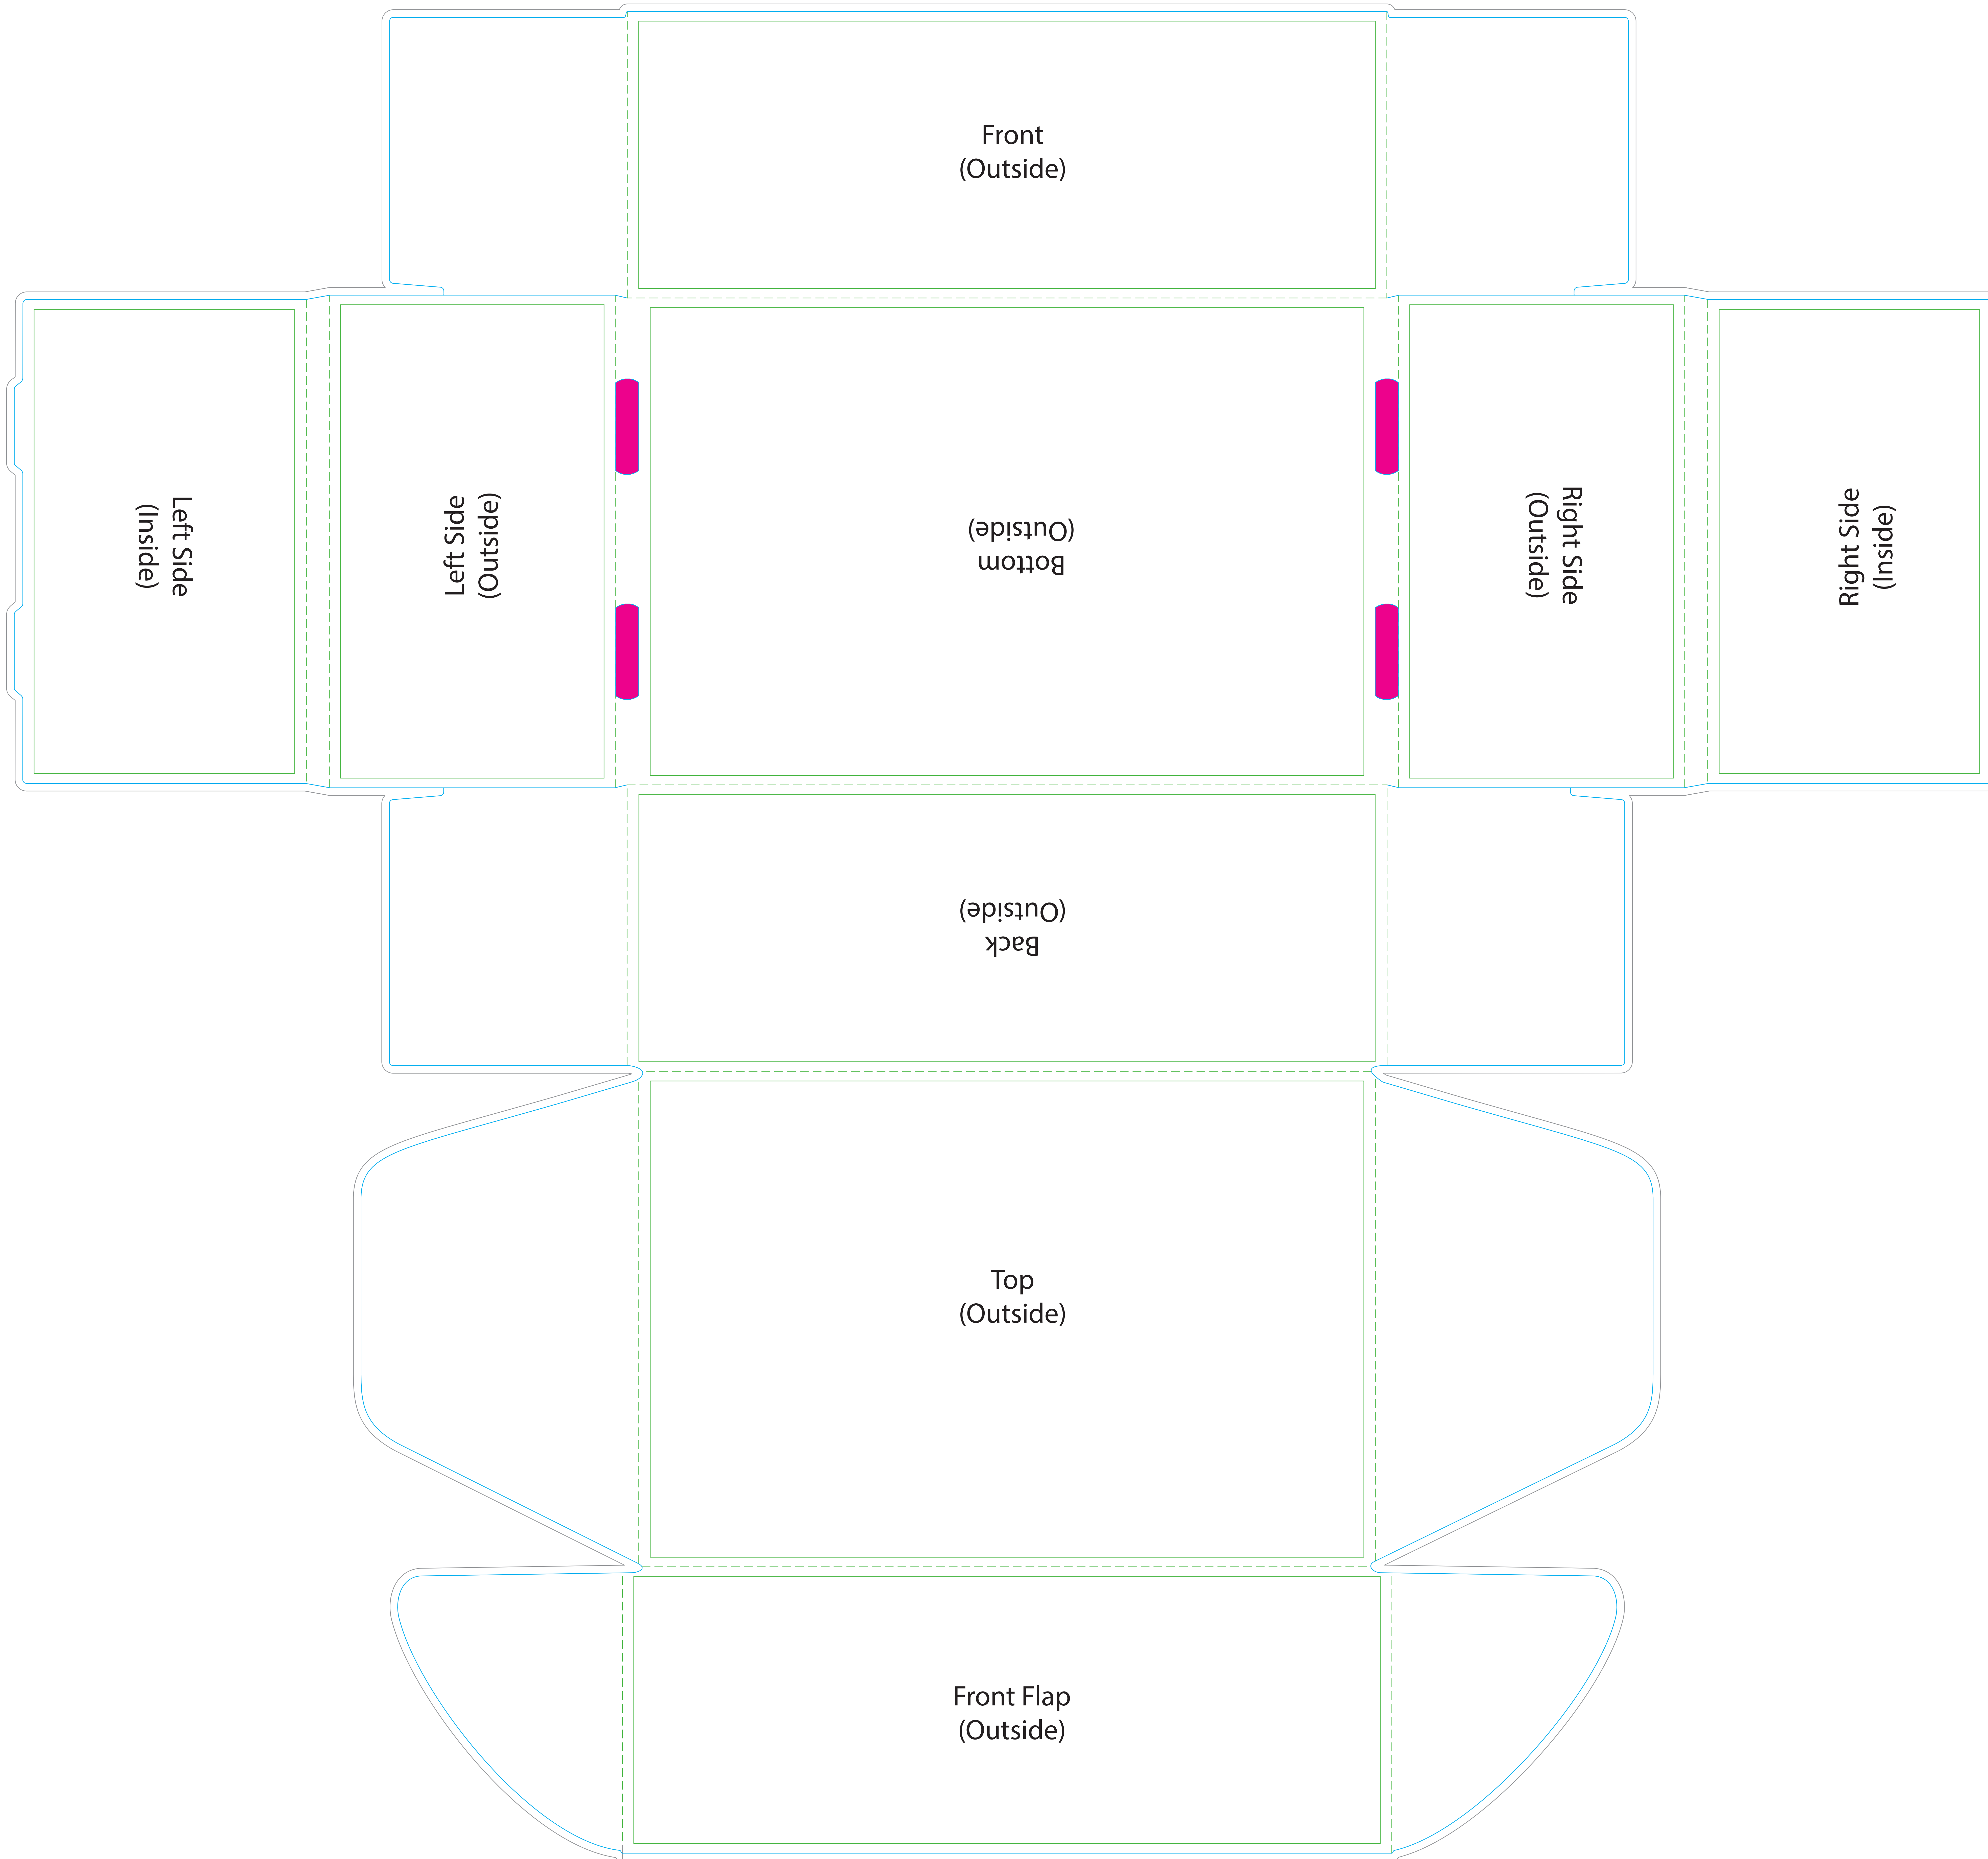 Front
(Outside)
Left Side
(Inside)
Left Side
(Outside)
Bottom
(Outside)
Right Side
(Outside)
Right Side
(Inside)
Back
(Outside)
Top
(Outside)
Front Flap
(Outside)